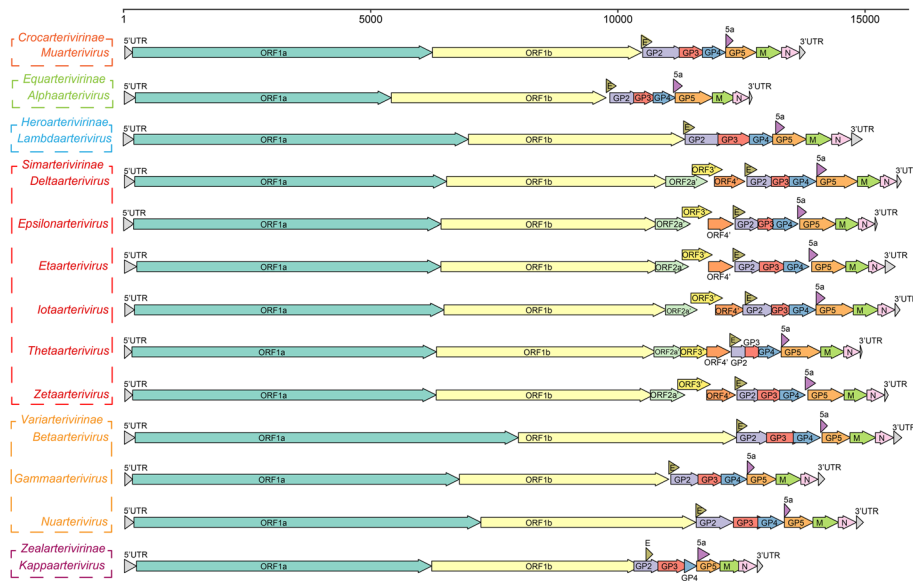 1 5000 10000 15000
Crocarterivirinae
Muarterivirus
5'UTR ORF1a ORF1b E GP2 GP3 GP4 5a GP5 M N 3'UTR
Equarterivirinae
Alphaarterivirus
5'UTR ORF1a ORF1b E GP2 GP3 GP4 5a GP5 M N 3'UTR
Heroarterivirinae
Lambdaarterivirus
5'UTR ORF1a ORF1b E GP2 GP3 GP4 5a GP5 M N 3'UTR
Simarterivirinae
Deltaarterivirus
5'UTR ORF1a ORF1b ORF2a' ORF3' ORF4' E GP2 GP3 GP4 5a GP5 M N 3'UTR
Epsilonarterivirus
5'UTR ORF1a ORF1b ORF2a' ORF3' ORF4' E GP2 GP3 GP4 5a GP5 M N 3'UTR
Etaarterivirus
5'UTR ORF1a ORF1b ORF2a' ORF3' ORF4' E GP2 GP3 GP4 5a GP5 M N 3'UTR
Iotaarterivirus
5'UTR ORF1a ORF1b ORF2a' ORF3' ORF4' E GP2 GP3 GP4 5a GP5 M N 3'UTR
Thetaarterivirus
5'UTR ORF1a ORF1b ORF2a' ORF3' ORF4' E GP2 GP3 GP4 5a GP5 M N 3'UTR
Zetaarterivirus
5'UTR ORF1a ORF1b ORF2a' ORF3' ORF4' E GP2 GP3 GP4 5a GP5 M N 3'UTR
Variarterivirinae
Betaarterivirus
5'UTR ORF1a ORF1b E GP2 GP3 GP4 5a GP5 M N 3'UTR
Gammaarterivirus
5'UTR ORF1a ORF1b E GP2 GP3 GP4 5a GP5 M N 3'UTR
Nuarterivirus
5'UTR ORF1a ORF1b E GP2 GP3 GP4 5a GP5 M N 3'UTR
Zealarterivirinae
Kappaarterivirus
5'UTR ORF1a ORF1b E GP2 GP3 GP4 5a GP5 M N 3'UTR